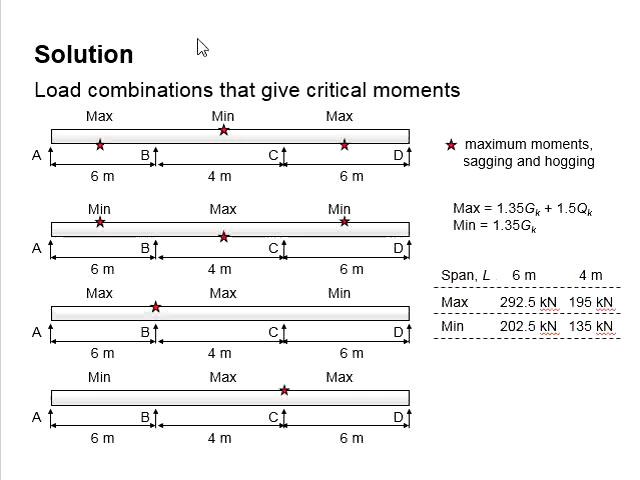 Solution
Load combinations that give critical moments
Max Min Max
A B C D
6 m 4 m 6 m
Min Max Min
A B C D
6 m 4 m 6 m
Max Max Min
A B C D
6 m 4 m 6 m
Min Max Max
A B C D
6 m 4 m 6 m
maximum moments,
sagging and hogging
Max = 1.35Gk + 1.5Qk
Min = 1.35Gk
Span, L 6 m 4 m
Max 292.5 kN 195 kN
Min 202.5 kN 135 kN